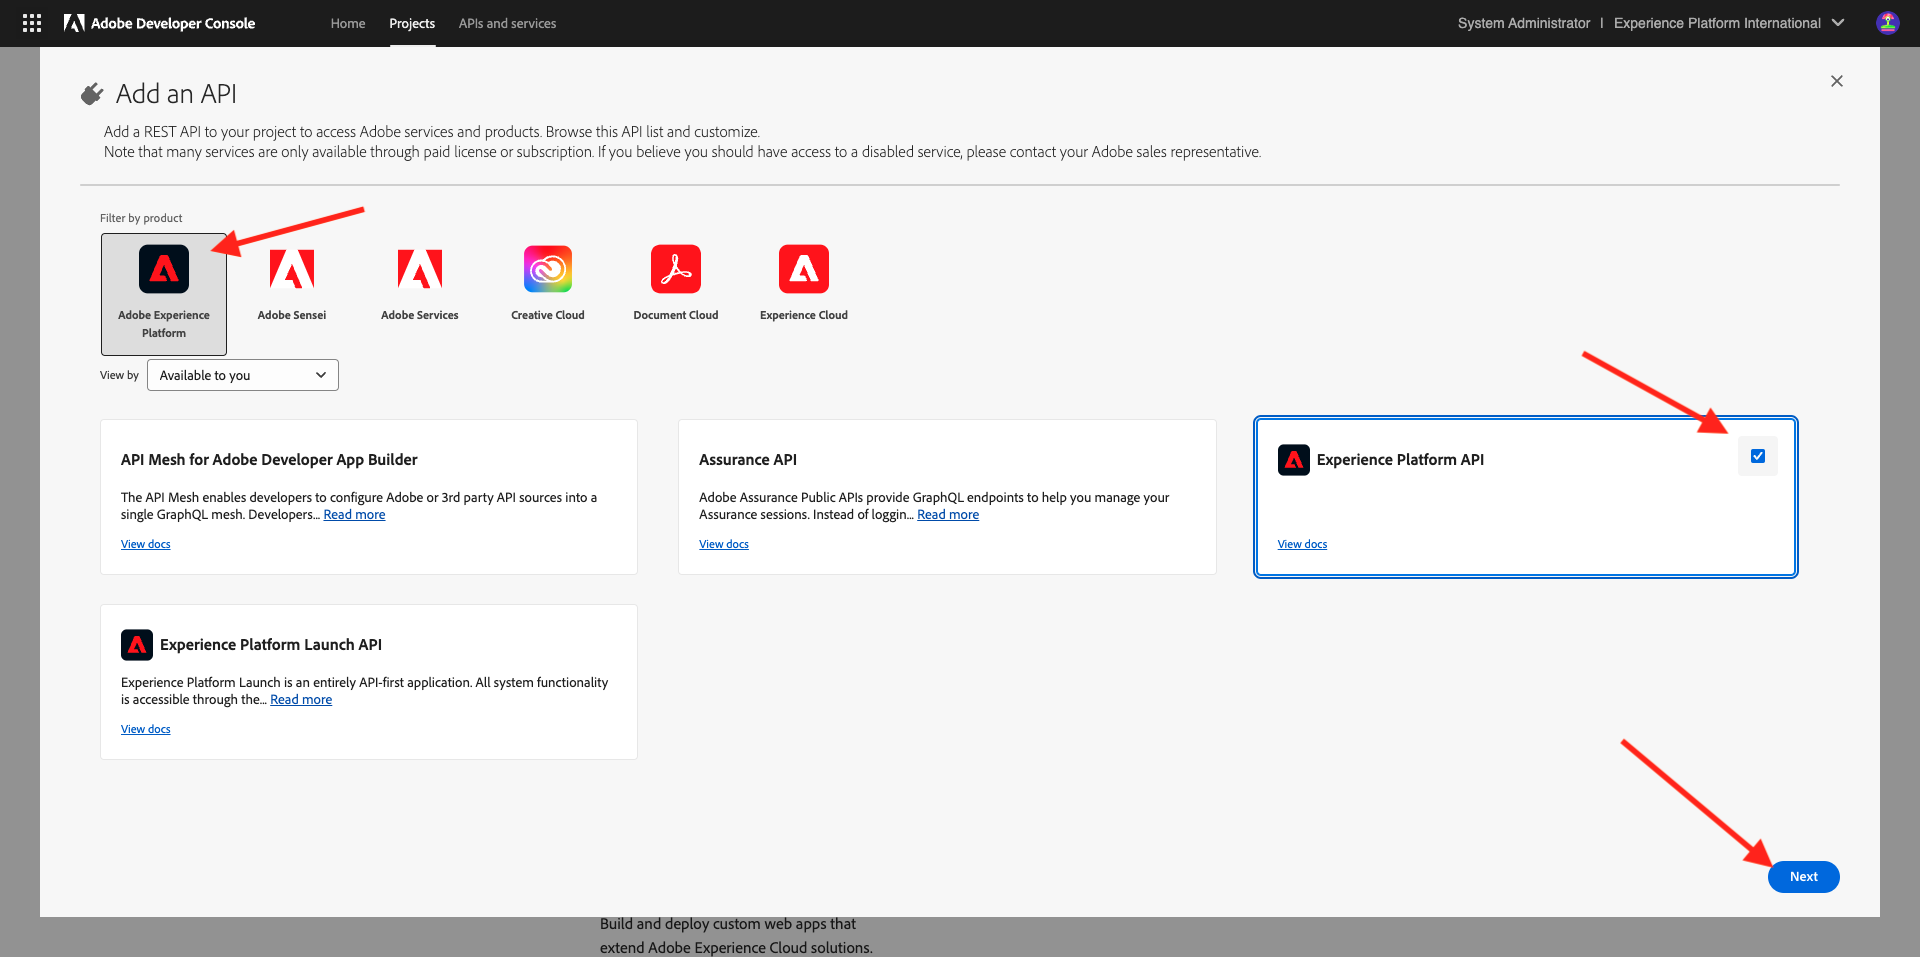 Adobe Developer Console
Home
Projects
APIs and services
System Administrator | Experience Platform International
Add an API
Add a REST API to your project to access Adobe services and products. Browse this API list and customize.
Note that many services are only available through paid license or subscription. If you believe you should have access to a disabled service, please contact your Adobe sales representative.
Filter by product
Adobe Experience
Platform
Adobe Sensei
Adobe Services
Creative Cloud
Document Cloud
Experience Cloud
View by
Available to you
API Mesh for Adobe Developer App Builder
The API Mesh enables developers to configure Adobe or 3rd party API sources into a
single GraphQL mesh. Developers... Read more
View docs
Assurance API
Adobe Assurance Public APIs provide GraphQL endpoints to help you manage your
Assurance sessions. Instead of loggin... Read more
View docs
Experience Platform API
View docs
Experience Platform Launch API
Experience Platform Launch is an entirely API-first application. All system functionality
is accessible through the... Read more
View docs
Next
Build and deploy custom web apps that
extend Adobe Experience Cloud solutions.